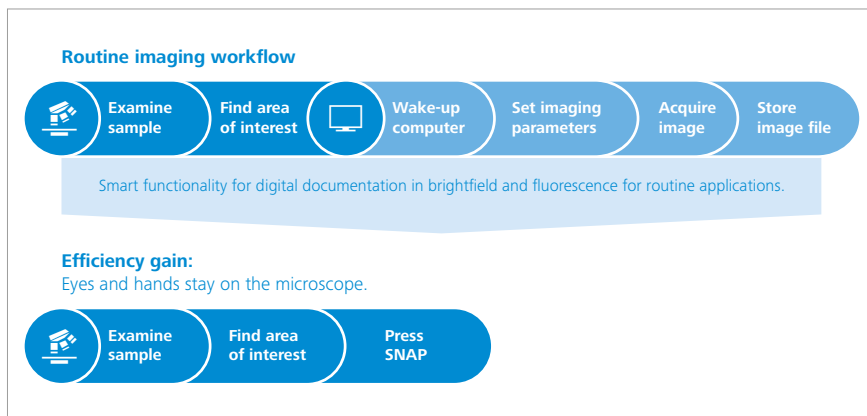 Routine imaging workflow
Examine sample
Find area of interest
Wake-up computer
Set imaging parameters
Acquire image
Store image file
Smart functionality for digital documentation in brightfield and fluorescence for routine applications.
Efficiency gain:
Eyes and hands stay on the microscope.
Examine sample
Find area of interest
Press SNAP